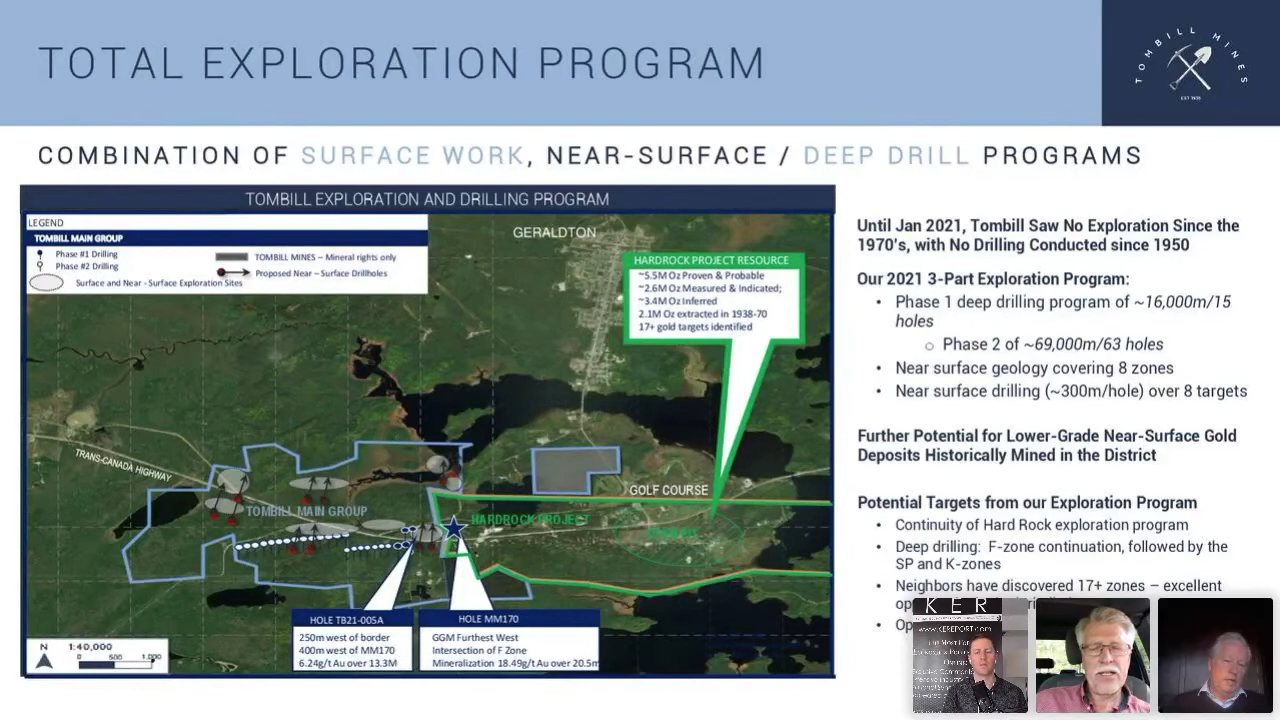 TOTAL EXPLORATION PROGRAM
TOMBILL MINES
EST 1935
COMBINATION OF SURFACE WORK, NEAR-SURFACE / DEEP DRILL PROGRAMS
TOMBILL EXPLORATION AND DRILLING PROGRAM
LEGEND
TOMBILL MAIN GROUP
Phase #1 Drilling
Phase #2 Drilling
Surface and Near - Surface Exploration Sites
TOMBILL MINES – Mineral rights only
Proposed Near – Surface Drillholes
GERALDTON
HARDROCK PROJECT RESOURCE
~5.5M Oz Proven & Probable
~2.6M Oz Measured & Indicated;
~3.4M Oz Inferred
2.1M Oz extracted in 1938-70
17+ gold targets identified
TRANS-CANADA HIGHWAY
TOMBILL MAIN GROUP
GOLF COURSE
HARDROCK PROJECT
HOLE TB21-005A
250m west of border
400m west of MM170
6.24g/t Au over 13.3M
HOLE MM170
GGM Furthest West
Intersection of F Zone
Mineralization 18.49g/t Au over 20.5m
N
1:40,000
0 500 1,000
Until Jan 2021, Tombill Saw No Exploration Since the
1970's, with No Drilling Conducted since 1950
Our 2021 3-Part Exploration Program:
• Phase 1 deep drilling program of ~16,000m/15
holes
o Phase 2 of ~69,000m/63 holes
• Near surface geology covering 8 zones
• Near surface drilling (~300m/hole) over 8 targets
Further Potential for Lower-Grade Near-Surface Gold
Deposits Historically Mined in the District
Potential Targets from our Exploration Program
• Continuity of Hard Rock exploration program
• Deep drilling: F-zone continuation, followed by the
SP and K-zones
• Neighbors have discovered 17+ zones – excellent
KER
www.KEREPORT.com